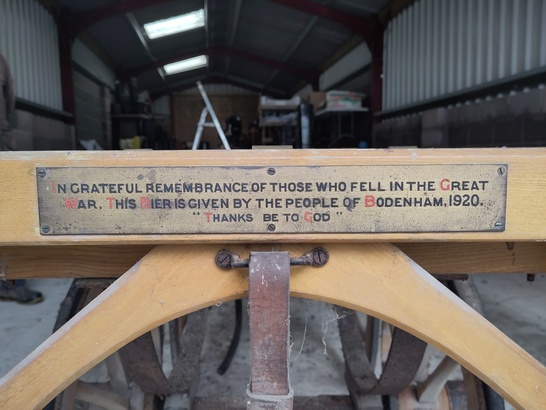 IN GRATEFUL REMEMBRANCE OF THOSE WHO FELL IN THE GREAT
WAR. THIS BIER IS GIVEN BY THE PEOPLE OF BODENHAM, 1920.
"THANKS BE TO GOD"